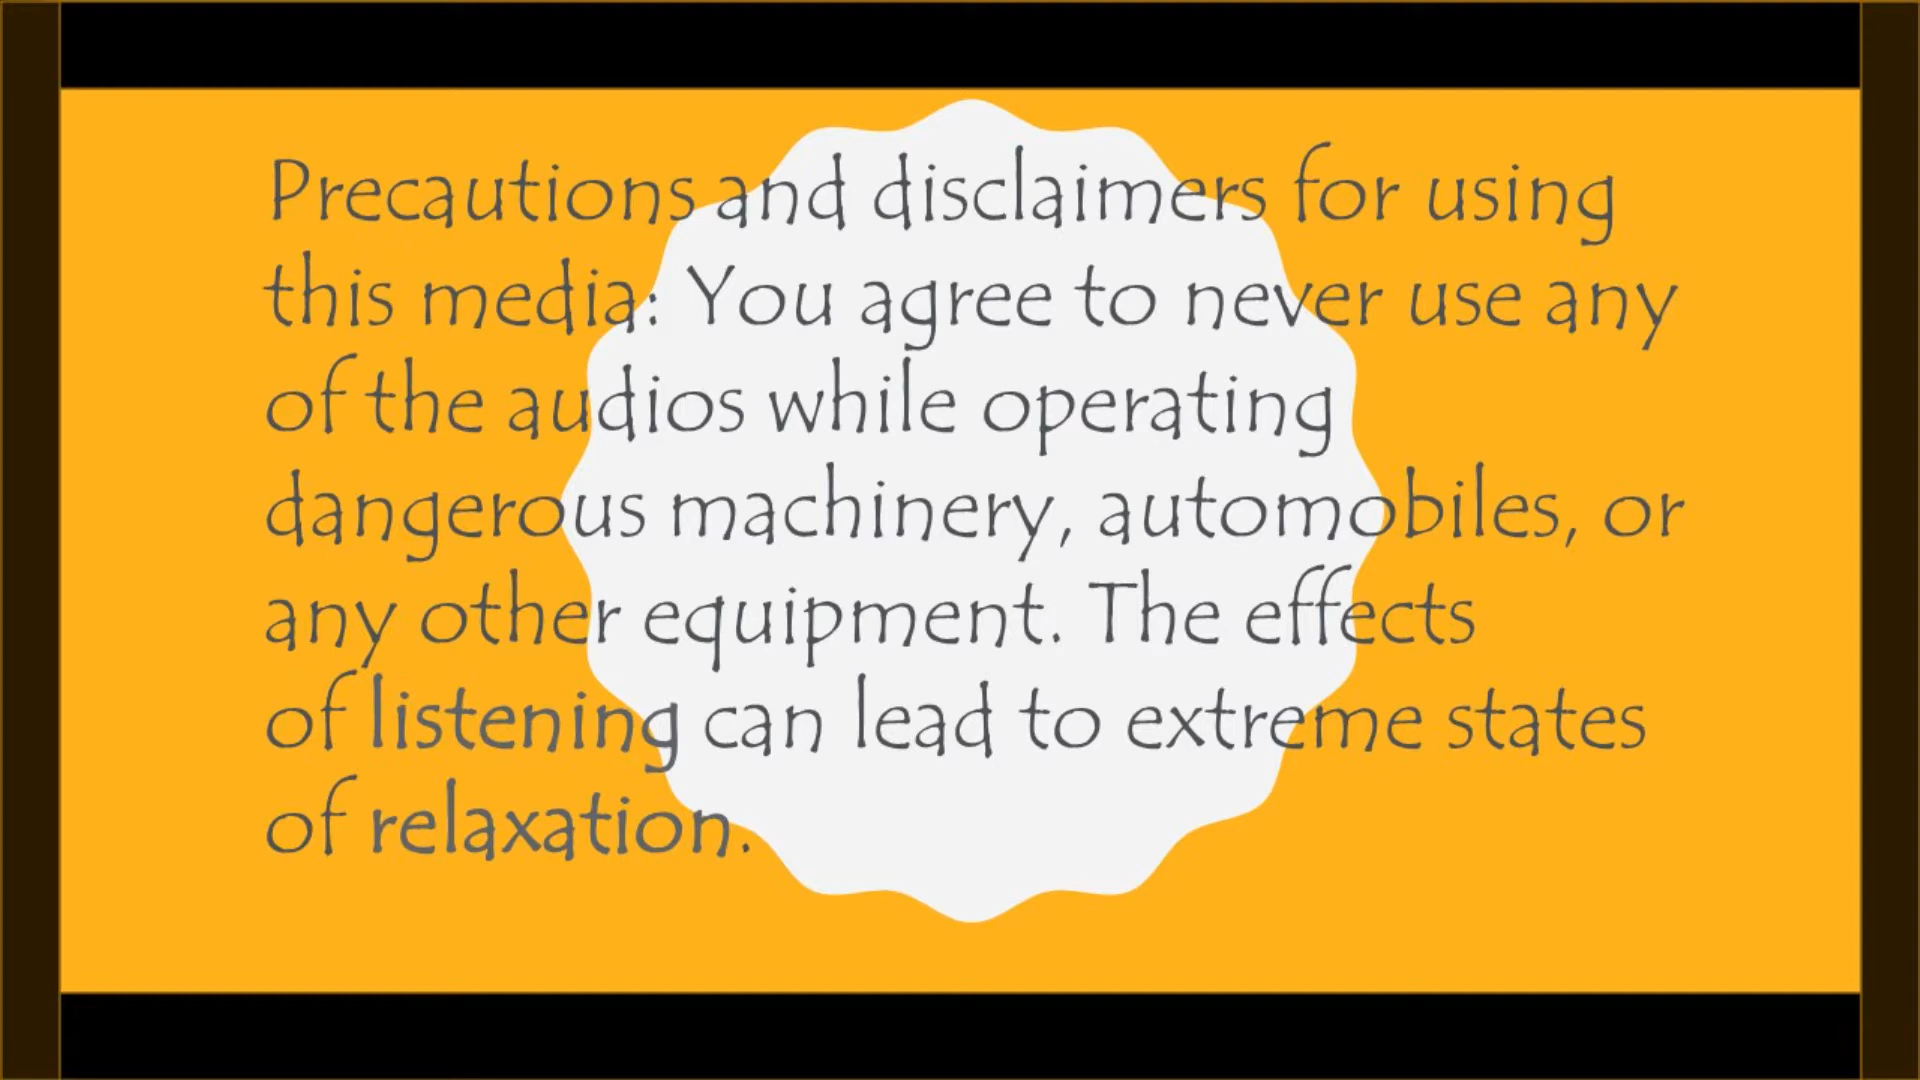 Precautions and disclaimers for using
this media: You agree to never use any
of the audios while operating
dangerous machinery, automobiles, or
any other equipment. The effects
of listening can lead to extreme states
of relaxation.